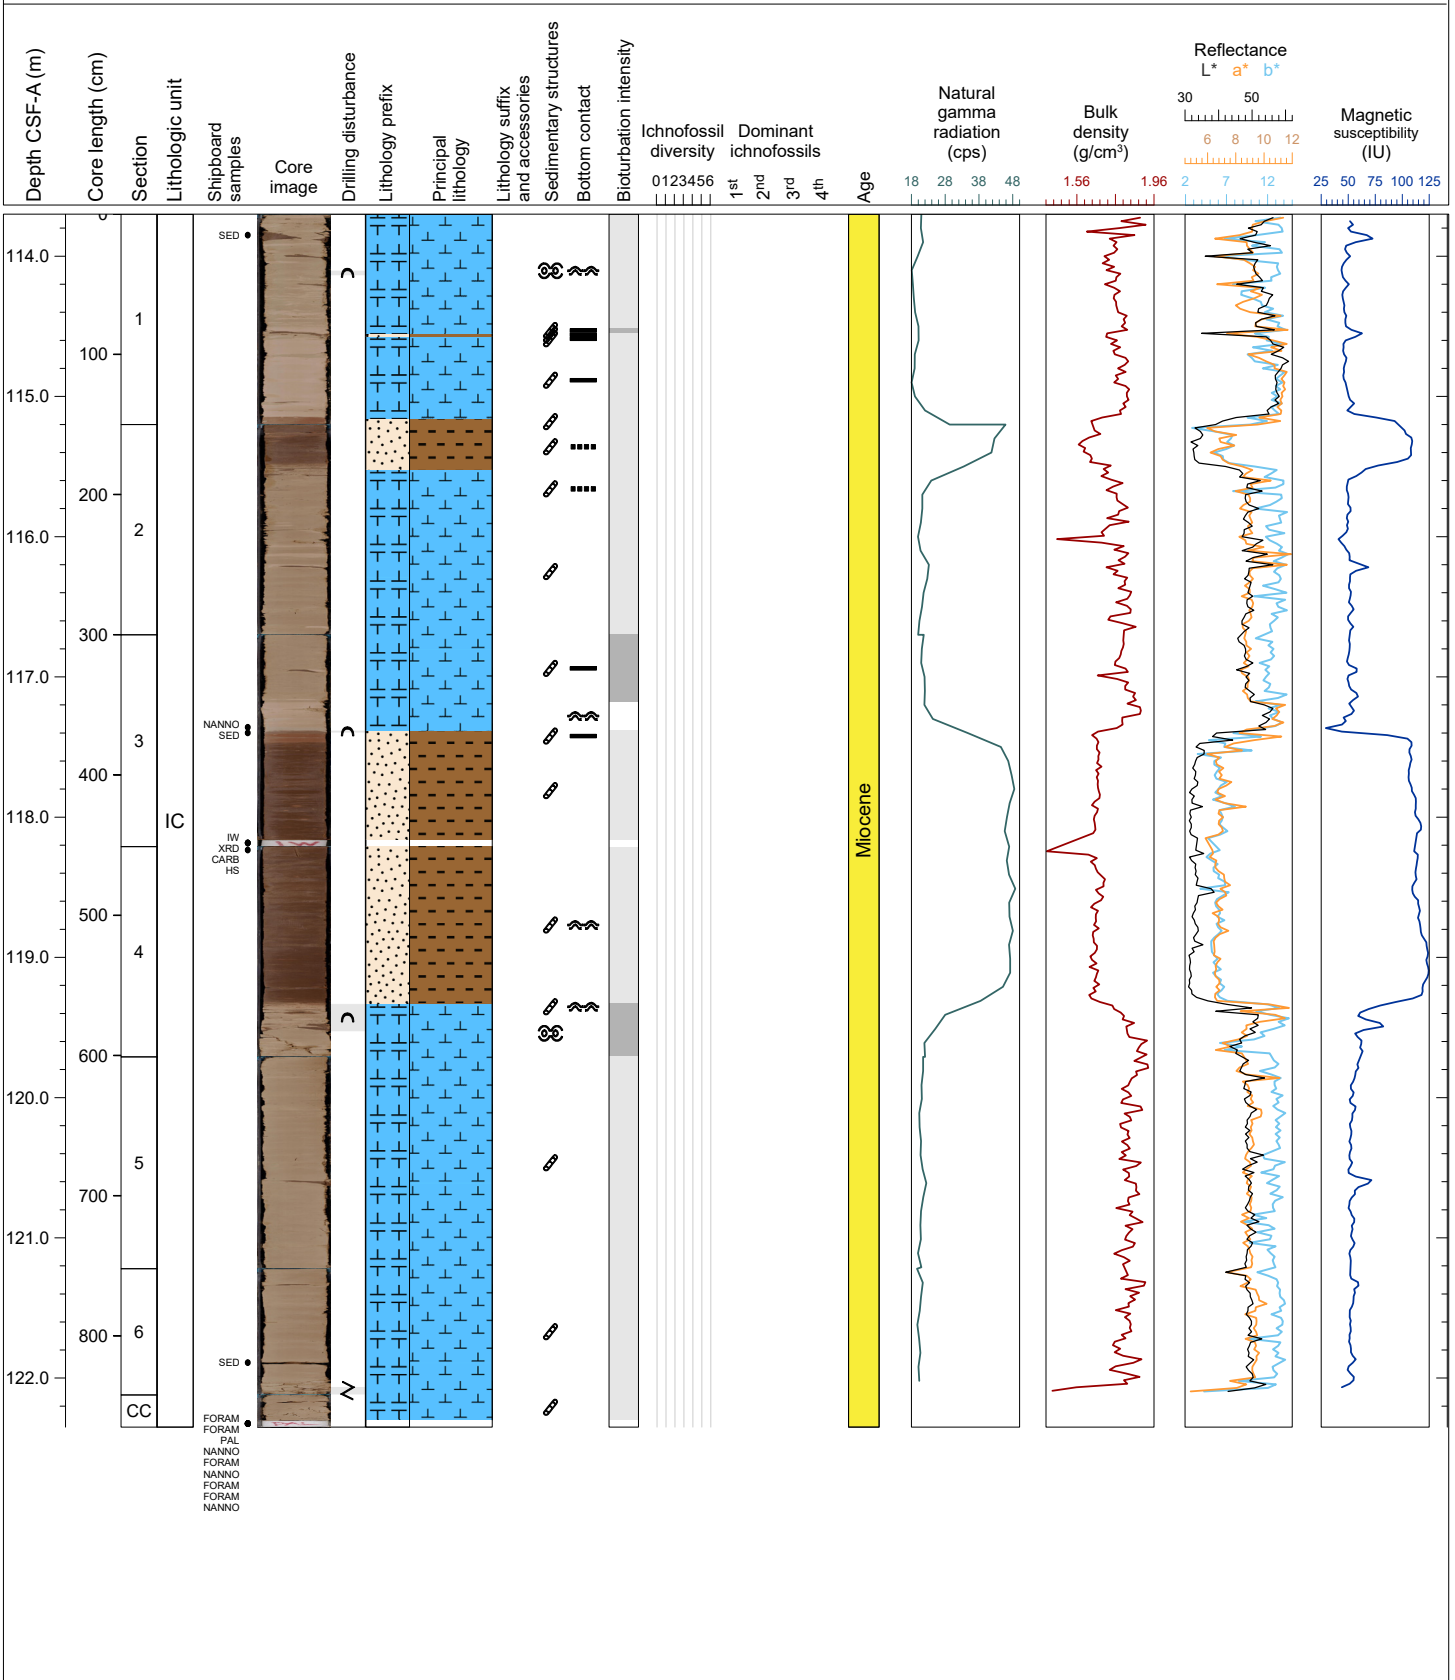 Depth CSF-A (m)
Core length (cm)
Section
Lithologic unit
Shipboard
samples
Core
image
Drilling disturbance
Lithology prefix
Principal
lithology
Lithology suffix
and accessories
Sedimentary structures
Bottom contact
Bioturbation intensity
Ichnofossil
diversity
0123456
Dominant
ichnofossils
1st 2nd 3rd 4th
Age
Natural
gamma
radiation
(cps)
18 28 38 48
Bulk
density
(g/cm³)
1.56 1.96
Reflectance
L* a* b*
30 50
6 8 10 12
2 7 12
Magnetic
susceptibility
(IU)
25 50 75 100 125
0
SED
114.0
1
100
115.0
200
2
116.0
300
117.0
NANNO
SED
3
400
118.0
IC
Miocene
IW
XRD
CARB
HS
IW
500
4
119.0
600
120.0
5
700
121.0
6
800
SED
122.0
CC
FORAM
FORAM
PAL
NANNO
FORAM
NANNO
FORAM
FORAM
NANNO